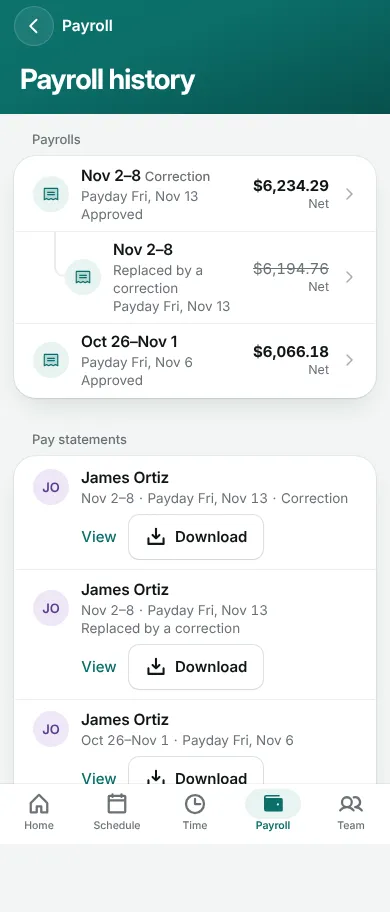 Payroll
Payroll history
Payrolls
Nov 2–8 Correction
Payday Fri, Nov 13
Approved
$6,234.29
Net
Nov 2–8
Replaced by a
correction
Payday Fri, Nov 13
$6,194.76
Net
Oct 26–Nov 1
Payday Fri, Nov 6
Approved
$6,066.18
Net
Pay statements
JO
James Ortiz
Nov 2–8 · Payday Fri, Nov 13 · Correction
View
Download
JO
James Ortiz
Nov 2–8 · Payday Fri, Nov 13
Replaced by a correction
View
Download
JO
James Ortiz
Oct 26–Nov 1 · Payday Fri, Nov 6
View
Download
Home
Schedule
Time
Payroll
Team